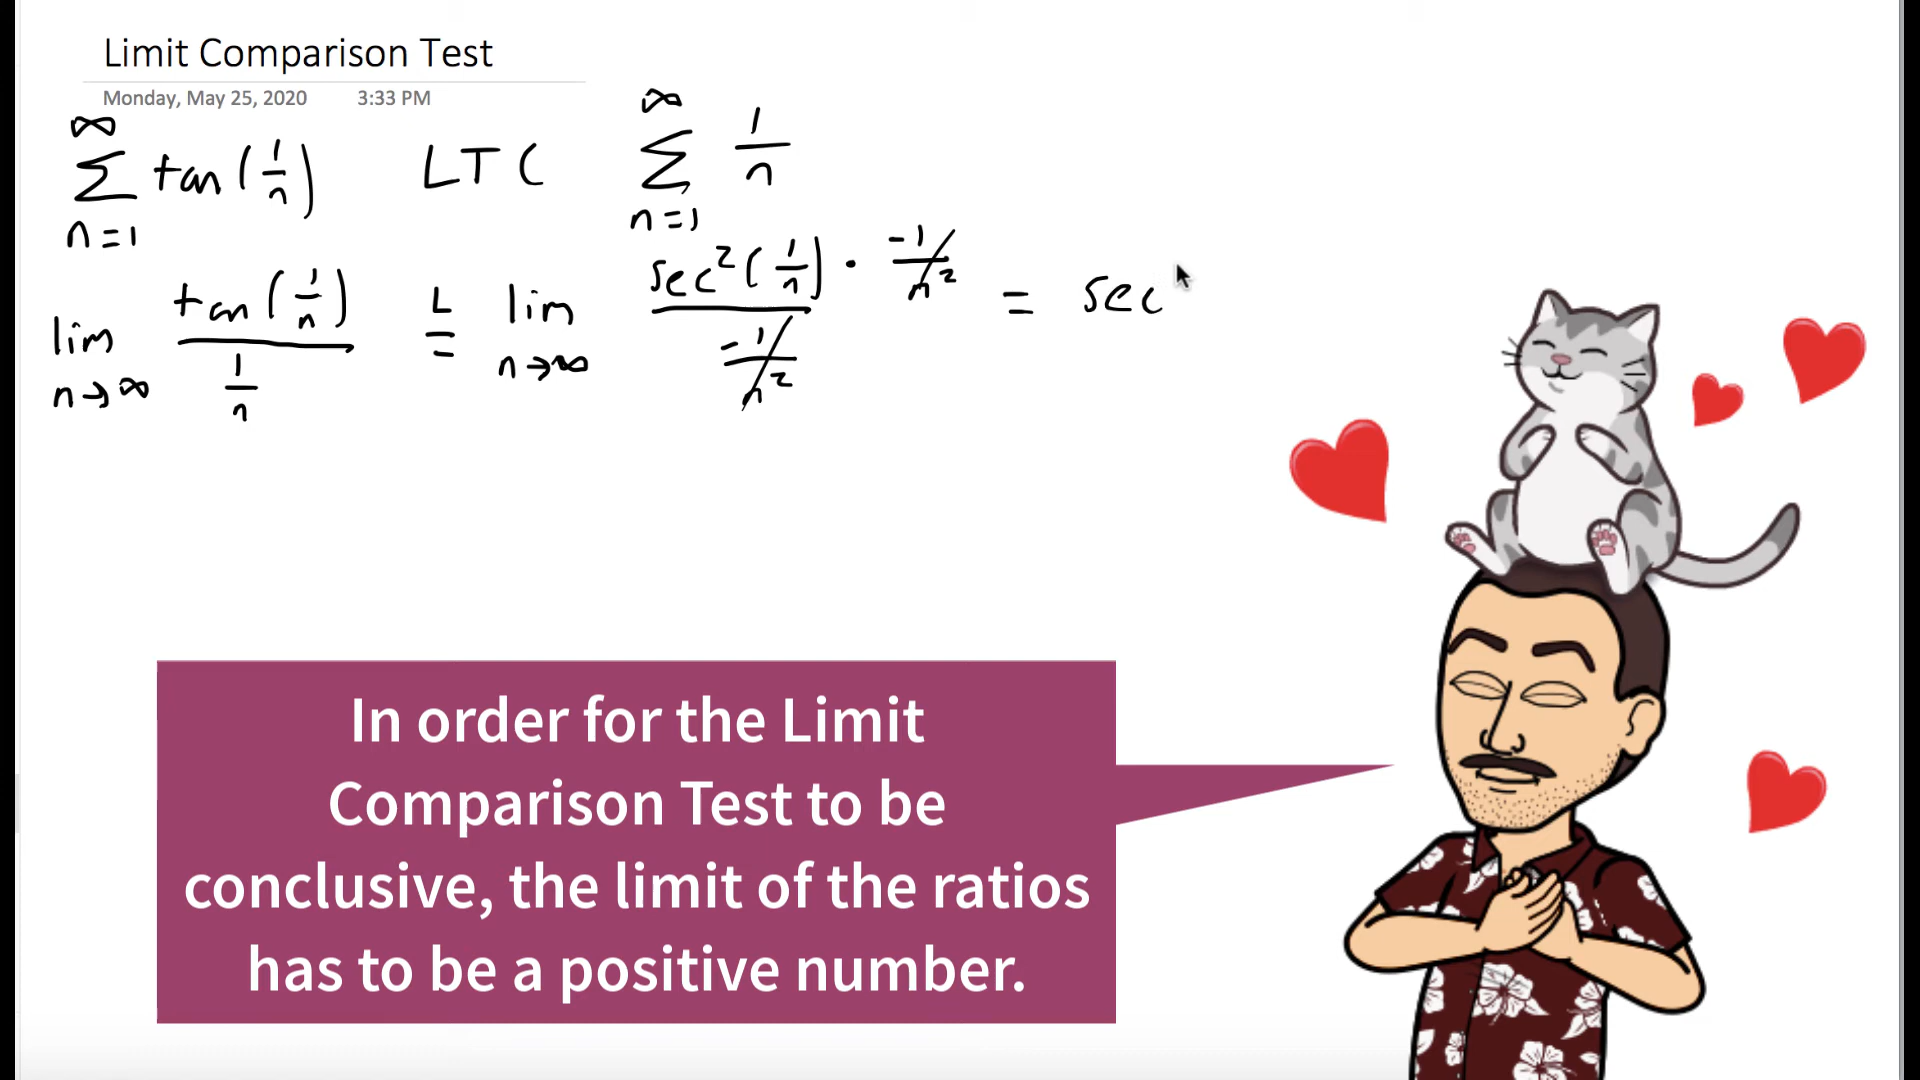 Limit Comparison Test
Monday, May 25, 2020 3:33 PM
∞
∑ tan(1/n) LTC ∑ 1/n
n=1
∞
n=1
lim tan(1/n) / (1/n) L= lim sec²(1/n) · -1/n² / (-1/n²) = sec
n→∞ n→∞
In order for the Limit
Comparison Test to be
conclusive, the limit of the ratios
has to be a positive number.